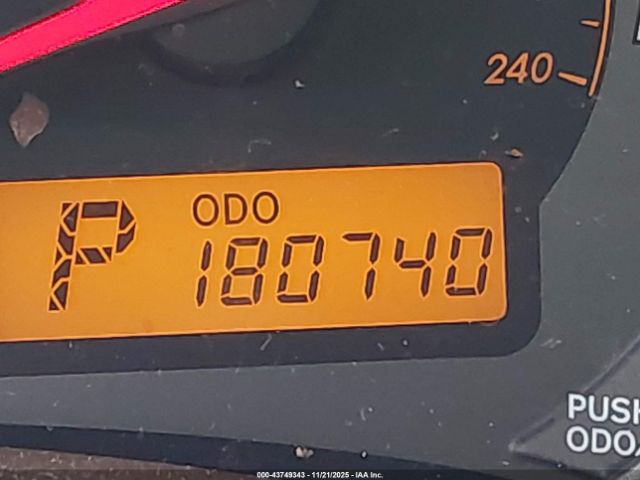 240
P
ODO
180740
PUSH
ODO/
000-43749343 - 11/21/2025 - IAA Inc.